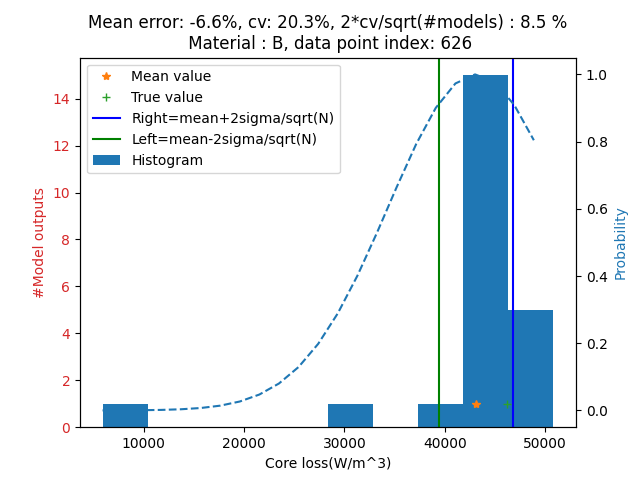 Mean error: -6.6%, cv: 20.3%, 2*cv/sqrt(#models) : 8.5 %
Material : B, data point index: 626
Mean value
True value
Right=mean+2sigma/sqrt(N)
Left=mean-2sigma/sqrt(N)
Histogram
#Model outputs
14
12
10
8
6
4
2
0
1.0
0.8
0.6
0.4
0.2
0.0
Probability
10000 20000 30000 40000 50000
Core loss(W/m^3)